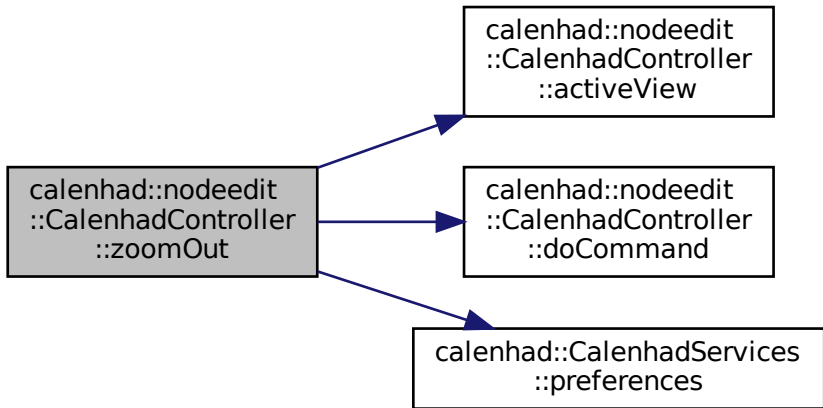 calenhad::nodeedit
::CalenhadController
::activeView
calenhad::nodeedit
::CalenhadController
::zoomOut
calenhad::nodeedit
::CalenhadController
::doCommand
calenhad::CalenhadServices
::preferences